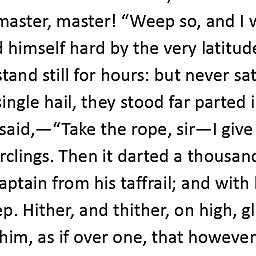 master, master! “Weep so, and I w
himself hard by the very latitude
stand still for hours: but never sat
single hail, they stood far parted i
said,—“Take the rope, sir—I give
rclings. Then it darted a thousand
aptain from his taffrail; and with
ep. Hither, and thither, on high, gl
him, as if over one, that however